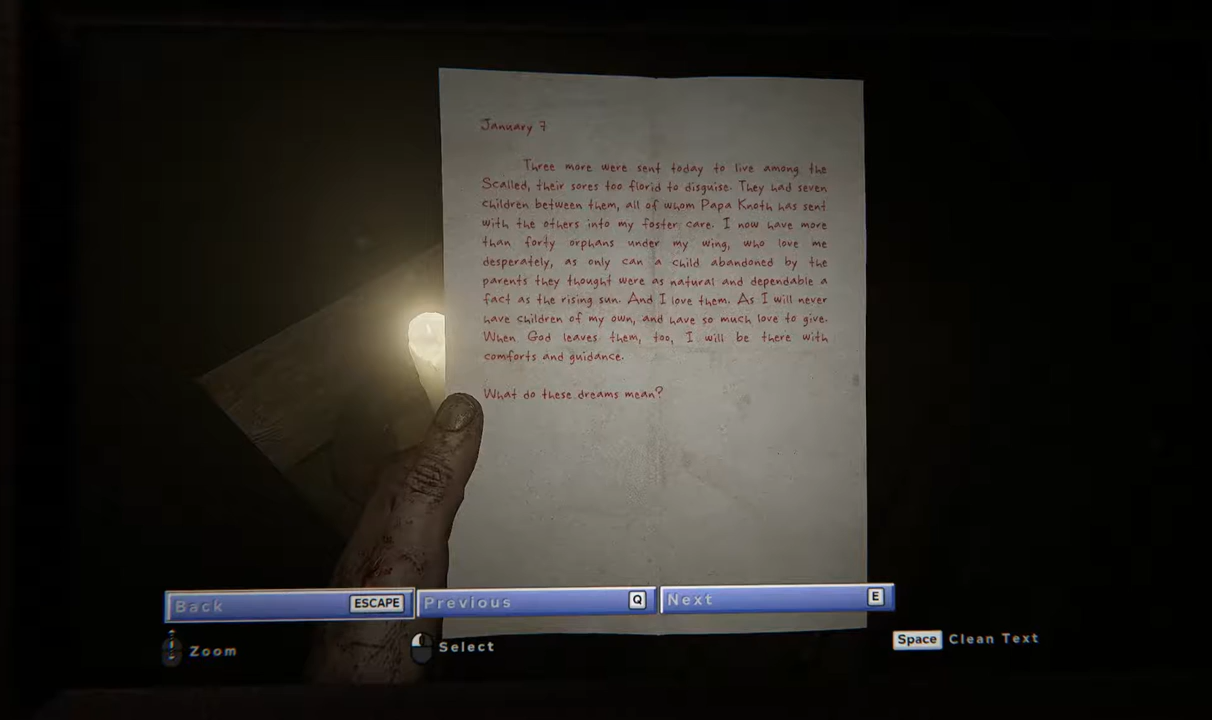 January 7
Three more were sent today to live among the
Scalled, their sores too florid to disguise. They had seven
children between them, all of whom Papa Knoth has sent
with the others into my foster care. I now have more
than forty orphans under my wing, who love me
desperately, as only can a child abandoned by the
parents they thought were as natural and dependable a
fact as the rising sun. And I love them. As I will never
have children of my own, and have so much love to give.
When God leaves them, too, I will be there with
comforts and guidance.
What do these dreams mean?
Back ESCAPE Previous Q Next E
Zoom Select Space Clean Text